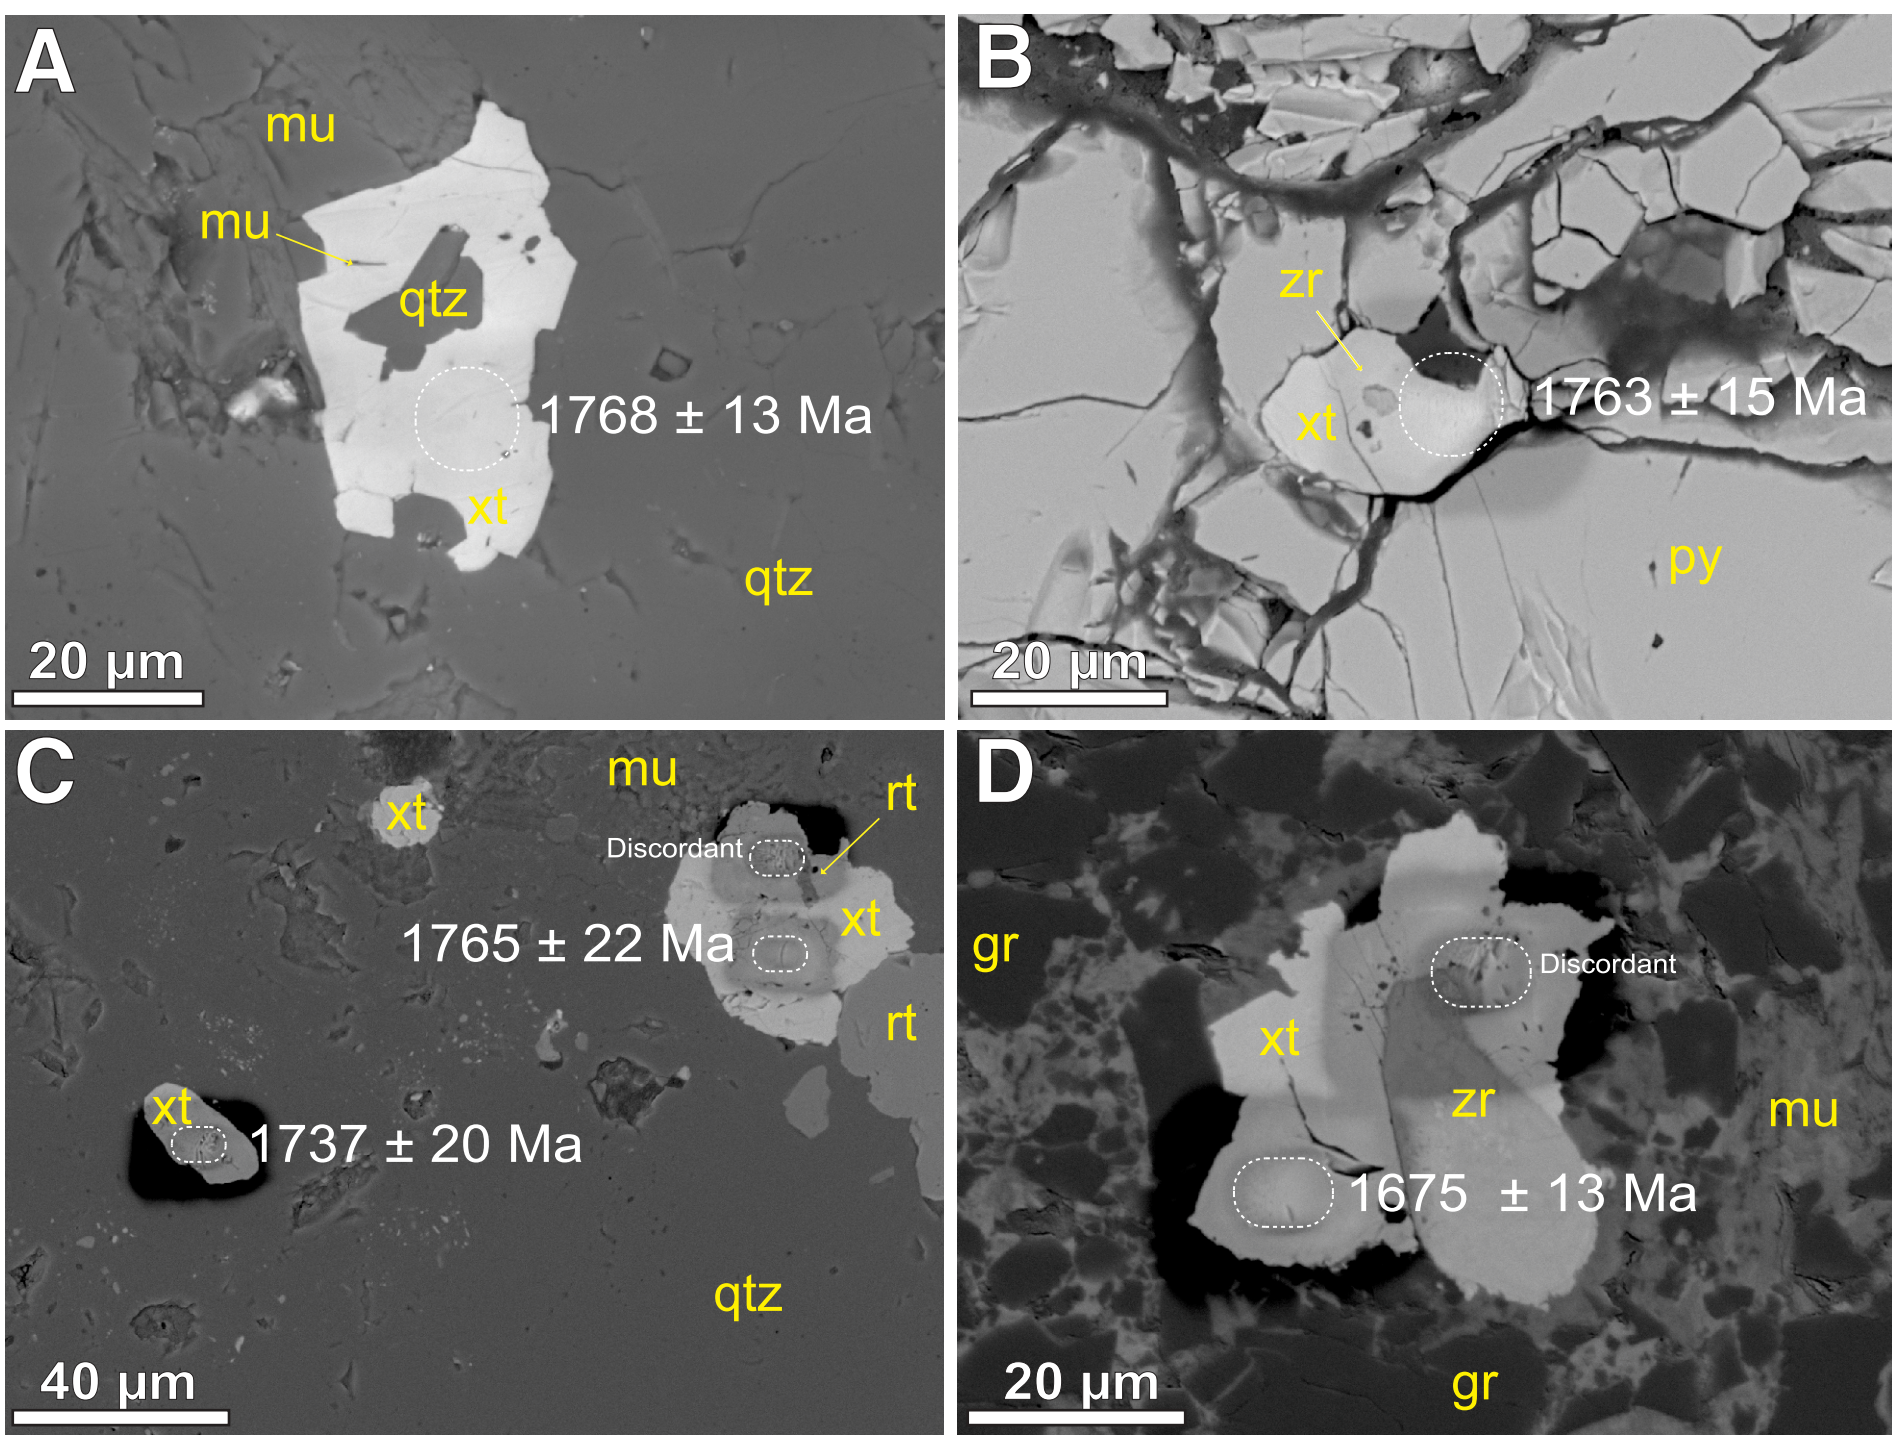 A
mu
mu
qtz
1768 ± 13 Ma
xt
qtz
20 µm
B
zr
1763 ± 15 Ma
xt
py
20 µm
C
xt
mu
rt
Discordant
xt
1765 ± 22 Ma
rt
xt
1737 ± 20 Ma
qtz
40 µm
D
gr
Discordant
xt
zr
mu
1675 ± 13 Ma
gr
20 µm